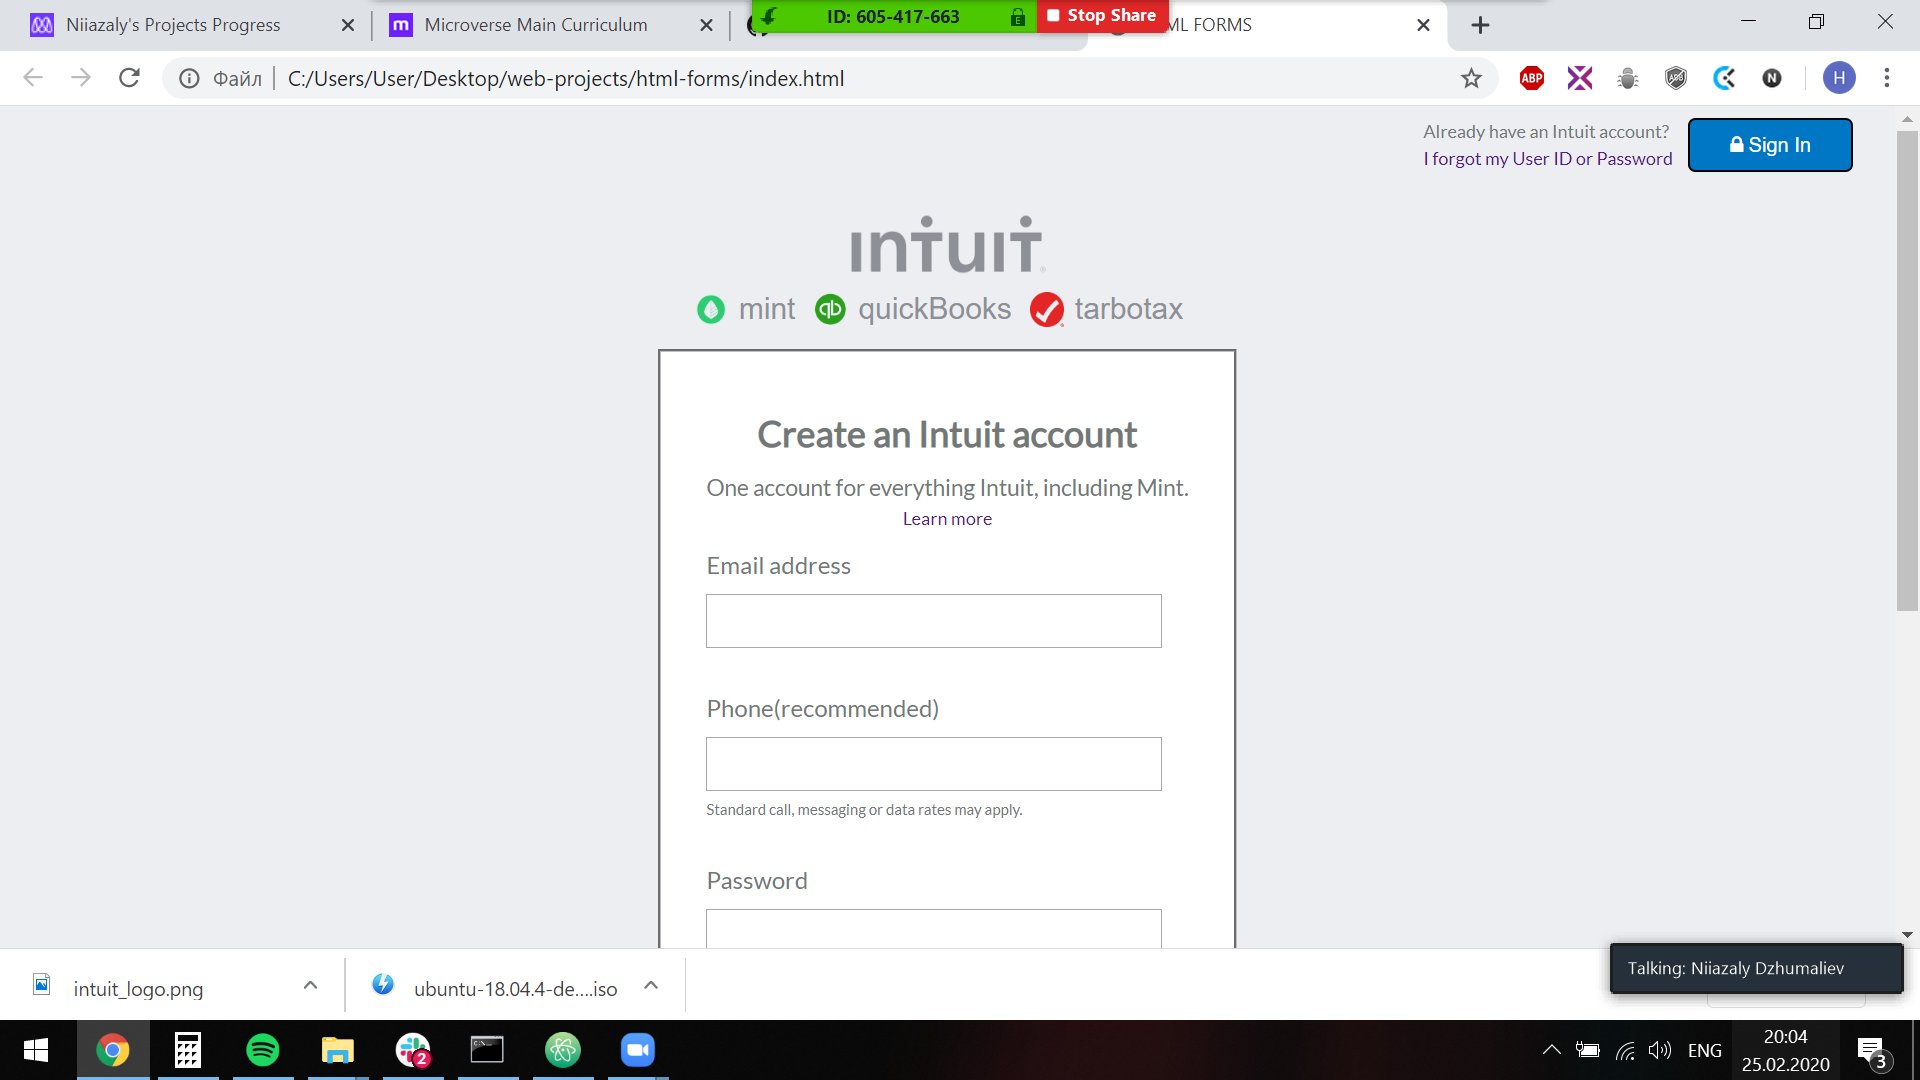 Niiazaly's Projects Progress
Microverse Main Curriculum
ID: 605-417-663
Stop Share
ML FORMS
Файл
C:/Users/User/Desktop/web-projects/html-forms/index.html
ABP
H
Already have an Intuit account?
I forgot my User ID or Password
Sign In
intuit
mint
quickBooks
tarbotax
Create an Intuit account
One account for everything Intuit, including Mint.
Learn more
Email address
Phone(recommended)
Standard call, messaging or data rates may apply.
Password
Talking: Niiazaly Dzhumaliev
intuit_logo.png
ubuntu-18.04.4-de....iso
2
ENG
20:04
25.02.2020
3